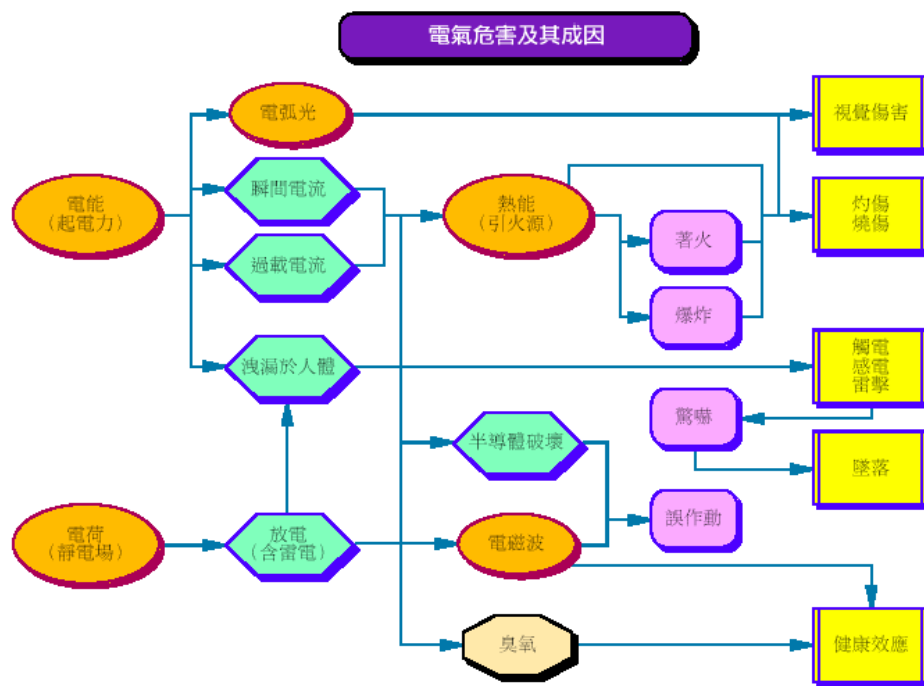 電氣危害及其成因
電弧光
視覺傷害
瞬間電流
電能
(起電力)
熱能
(引火源)
灼傷
燒傷
著火
過載電流
爆炸
洩漏於人體
觸電
感電
雷擊
驚嚇
半導體破壞
墜落
電荷
(靜電場)
放電
(含雷電)
電磁波
誤作動
臭氧
健康效應